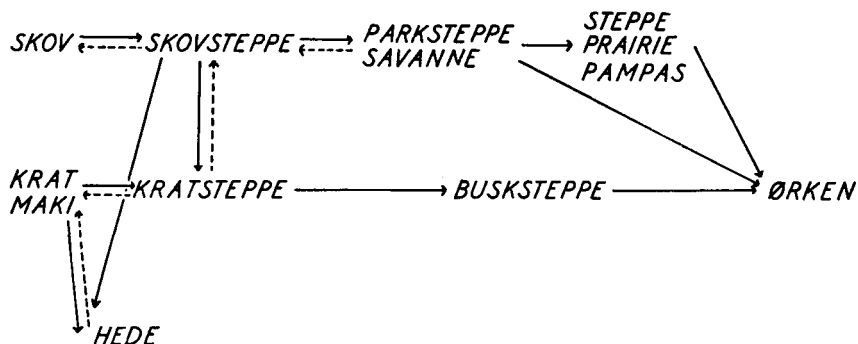 SKOV
SKOVSTEPPE
PARKSTEPPE
SAVANNE
STEPPE
PRAIRIE
PAMPAS
KRAT
MAKI
KRATSTEPPE
BUSKSTEPPE
ØRKEN
HEDE